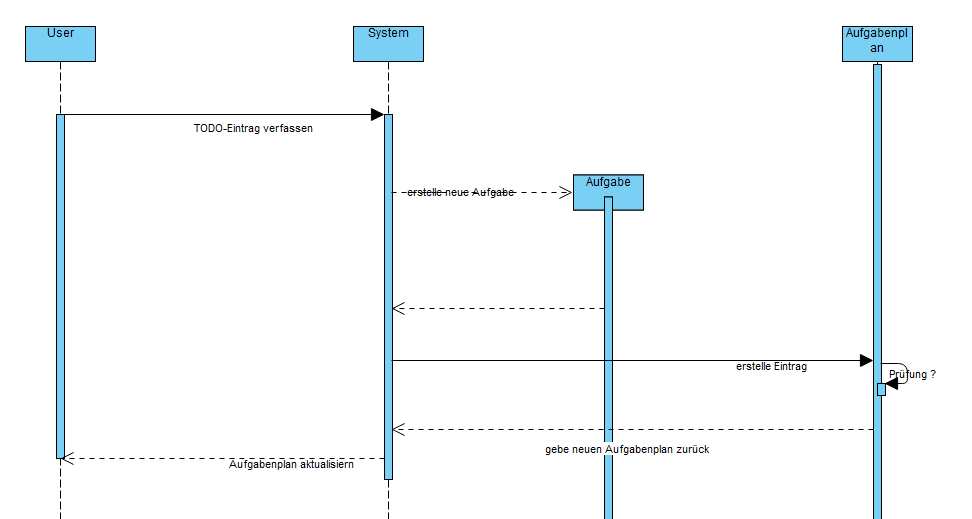 User
System
Aufgabenpl
an
TODO-Eintrag verfassen
Aufgabe
erstelle neue Aufgabe
erstelle Eintrag
Prüfung ?
gebe neuen Aufgabenplan zurück
Aufgabenplan aktualisiern